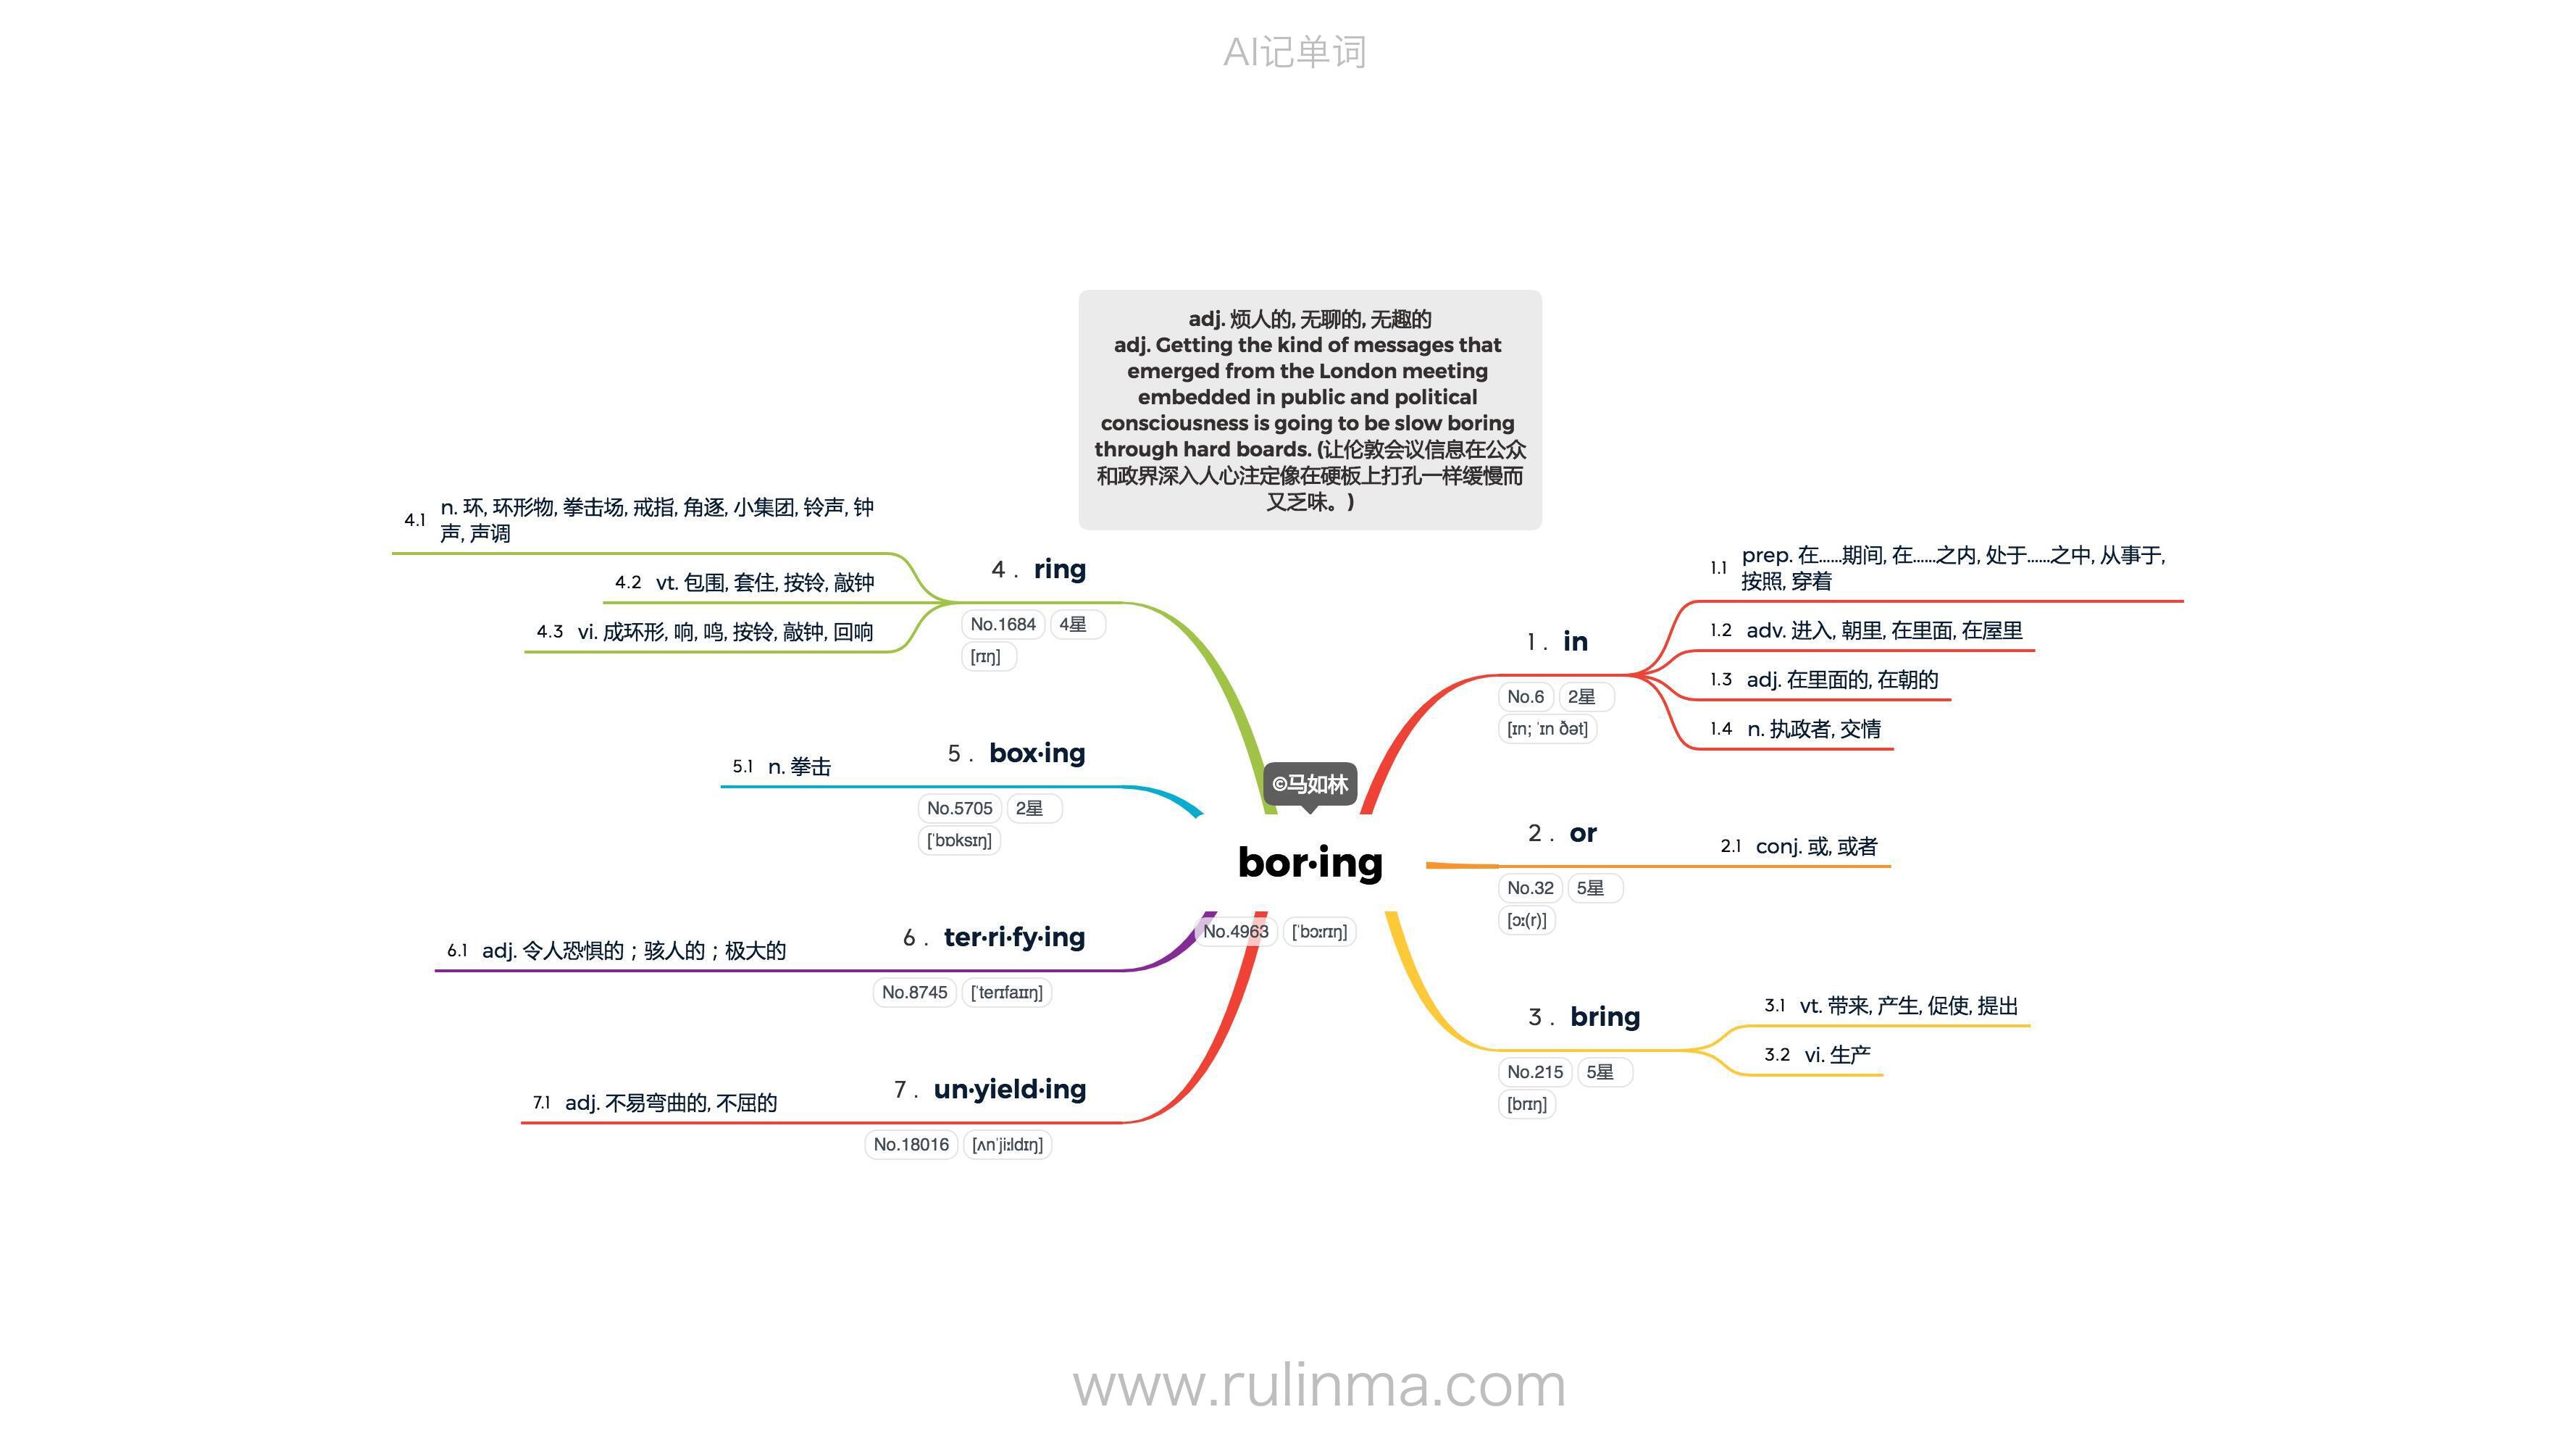 AI记单词
adj. 烦人的, 无聊的, 无趣的
adj. Getting the kind of messages that
emerged from the London meeting
embedded in public and political
consciousness is going to be slow boring
through hard boards. (让伦敦会议信息在公众
和政界深入人心注定像在硬板上打孔一样缓慢而
又乏味。)
©马如林
bor·ing
No.4963 [ˈbɔːrɪŋ]
1 . in
No.6 2星
[ɪn; ˈɪn ðət]
1.1 prep. 在……期间, 在……之内, 处于……之中, 从事于,
按照, 穿着
1.2 adv. 进入, 朝里, 在里面, 在屋里
1.3 adj. 在里面的, 在朝的
1.4 n. 执政者, 交情
2 . or
No.32 5星
[ɔː(r)]
2.1 conj. 或, 或者
3 . bring
No.215 5星
[brɪŋ]
3.1 vt. 带来, 产生, 促使, 提出
3.2 vi. 生产
4 . ring
No.1684 4星
[rɪŋ]
4.1 n. 环, 环形物, 拳击场, 戒指, 角逐, 小集团, 铃声, 钟
声, 声调
4.2 vt. 包围, 套住, 按铃, 敲钟
4.3 vi. 成环形, 响, 鸣, 按铃, 敲钟, 回响
5 . box·ing
No.5705 2星
[ˈbɒksɪŋ]
5.1 n. 拳击
6 . ter·ri·fy·ing
No.8745 [ˈterɪfaɪɪŋ]
6.1 adj. 令人恐惧的；骇人的；极大的
7 . un·yield·ing
No.18016 [ʌnˈjiːldɪŋ]
7.1 adj. 不易弯曲的, 不屈的
www.rulinma.com